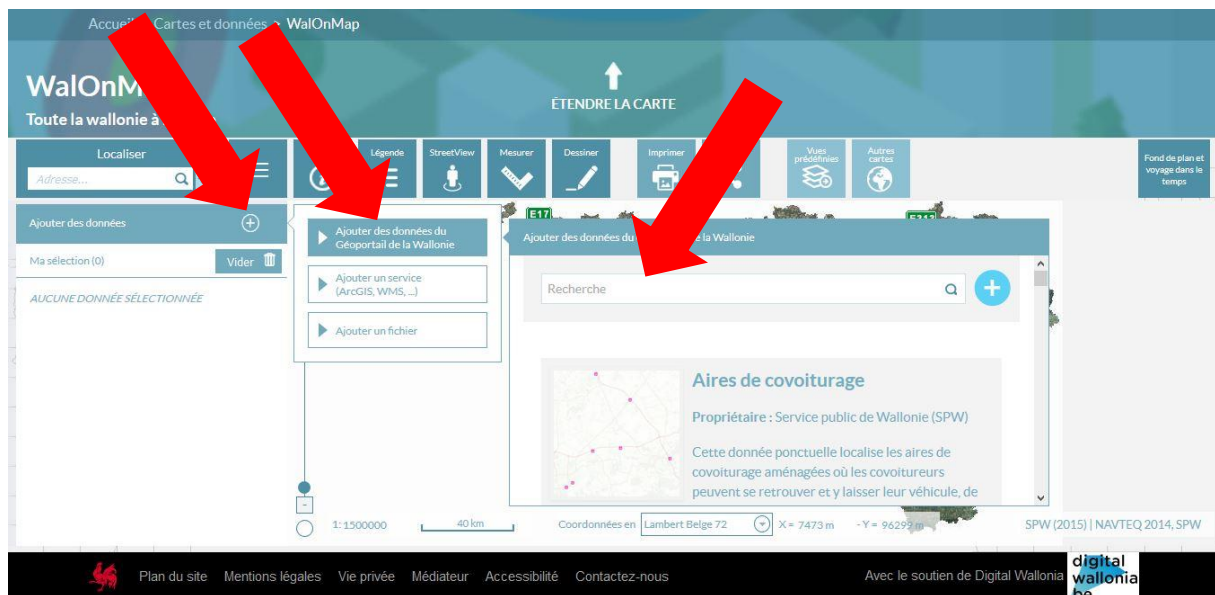 Accueil Cartes et données > WalOnMap
WalOnM
Toute la wallonie à
ÉTENDRE LA CARTE
Localiser
Adresse...
Légende
StreetView
Mesurer
Dessiner
Imprimer
Vues prédéfinies
Autres cartes
Fond de plan et
voyage dans le
temps
Ajouter des données
Ma sélection (0)
Vider
AUCUNE DONNÉE SÉLECTIONNÉE
Ajouter des données du
Géoportail de la Wallonie
Ajouter un service
(ArcGIS, WMS, ...)
Ajouter un fichier
E17
Ajouter des données du de la Wallonie
Recherche
Aires de covoiturage
Propriétaire : Service public de Wallonie (SPW)
Cette donnée ponctuelle localise les aires de
covoiturage aménagées où les covoitureurs
peuvent se retrouver et y laisser leur véhicule, de
1: 1500000
40 km
Coordonnées en Lambert Belge 72 X = 7473 m - Y = 96299 m
SPW (2015) | NAVTEQ 2014, SPW
Plan du site Mentions légales Vie privée Médiateur Accessibilité Contactez-nous
Avec le soutien de Digital Wallonia
digital
wallonia
be